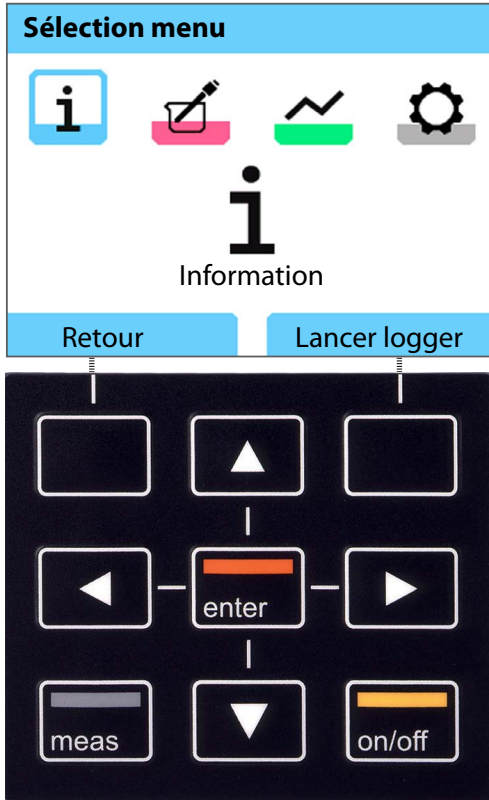 Sélection menu
Information
Retour Lancer logger
enter
meas on/off